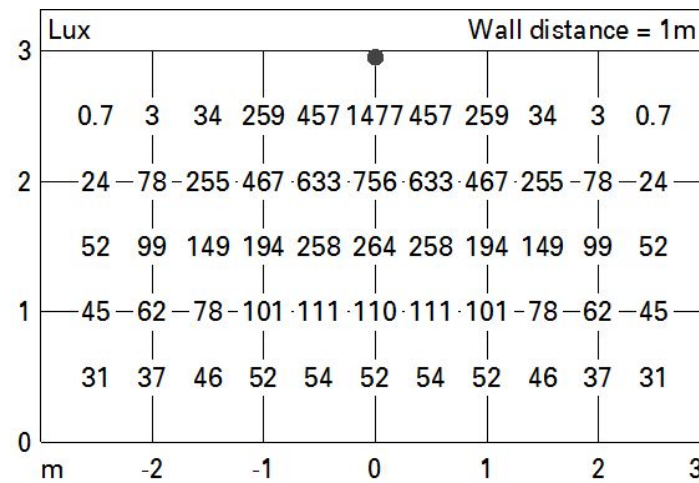 Lux Wall distance = 1m
3
0.7 3 34 259 457 1477 457 259 34 3 0.7
2 24 78 255 467 633 756 633 467 255 78 24
52 99 149 194 258 264 258 194 149 99 52
1 45 62 78 101 111 110 111 101 78 62 45
31 37 46 52 54 52 54 52 46 37 31
0
m -2 -1 0 1 2 3